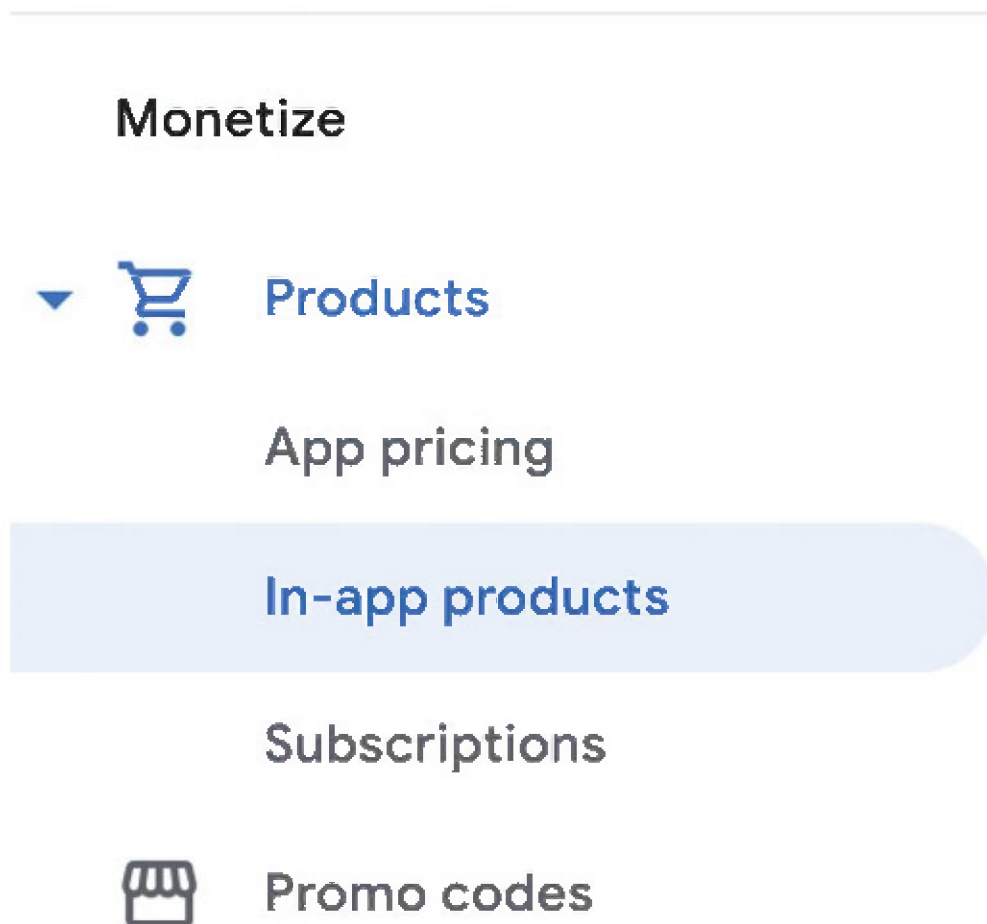 Monetize
Products
App pricing
In-app products
Subscriptions
Promo codes